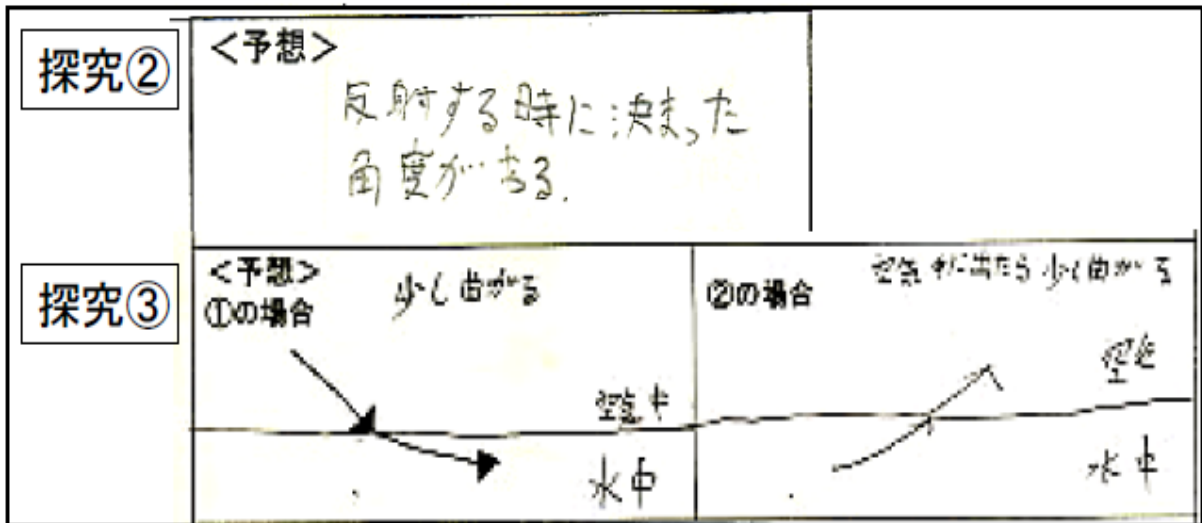 探究②
<予想>
反射する時に決まった
角度がある.
探究③
<予想>
①の場合
少し曲がる
空気中
水中
②の場合
空気中に出たら少し曲がる
空気
水中